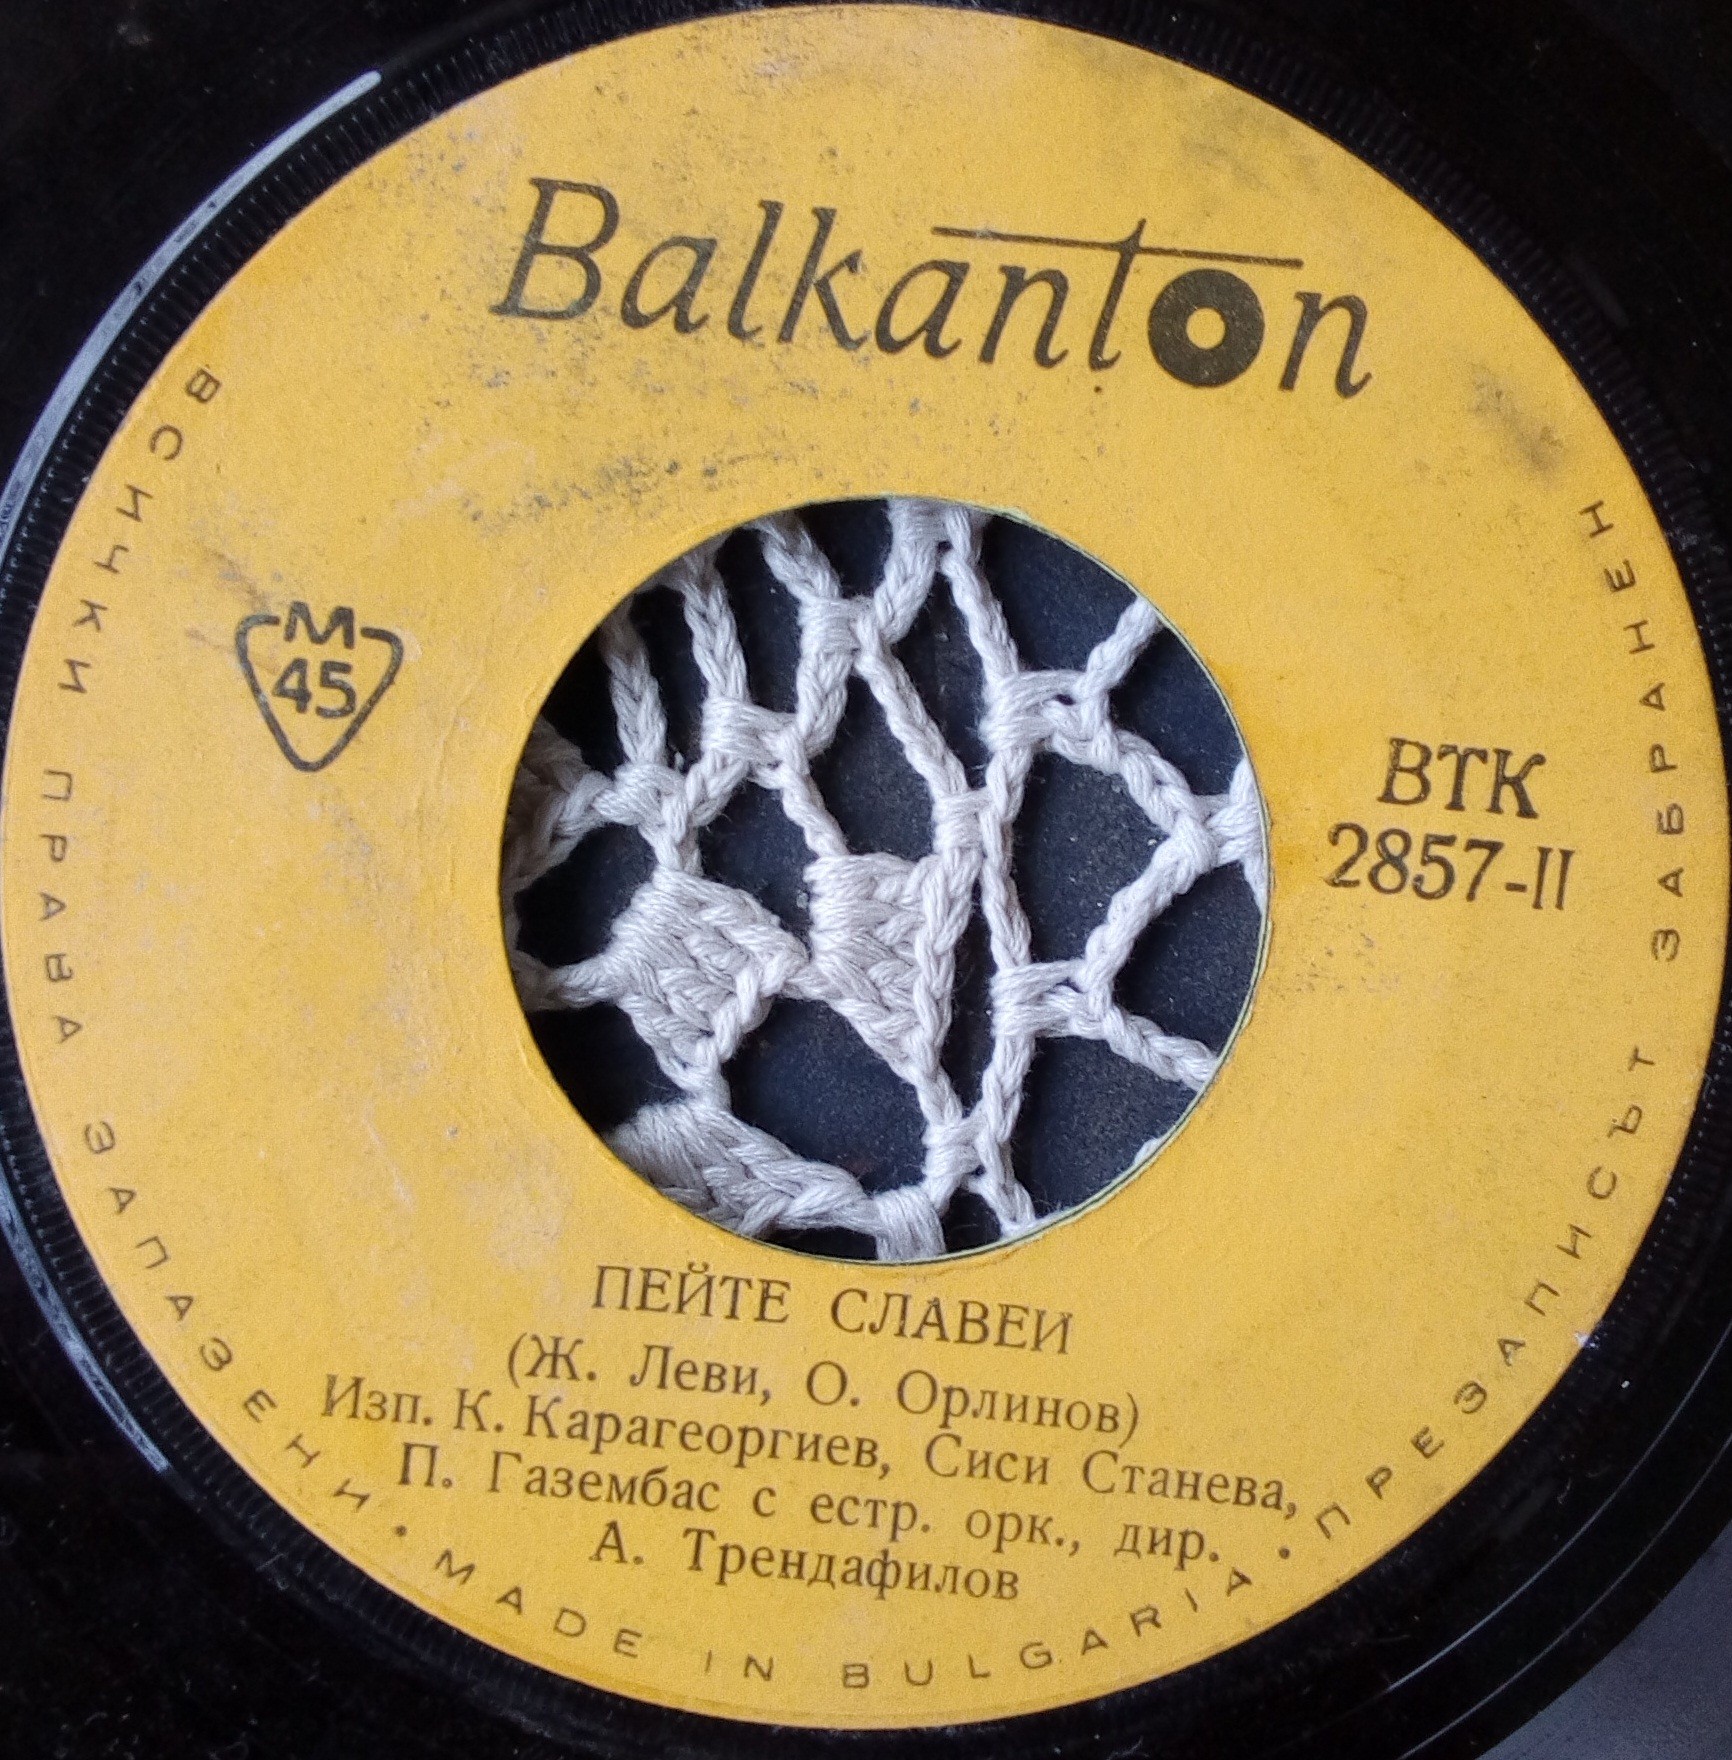 Balkanton
М
45
ВТК
2857-II
ПЕЙТЕ СЛАВЕИ
(Ж. Леви, О. Орлинов)
Изп. К. Карагеоргиев, Сиси Станева,
П. Газембас с естр. орк., дир.
А. Трендафилов
ВСИЧКИ ПРАВА ЗАПАЗЕНИ • MADE IN BULGARIA • ПРЕЗАПИСЪТ ЗАБРАНЕН